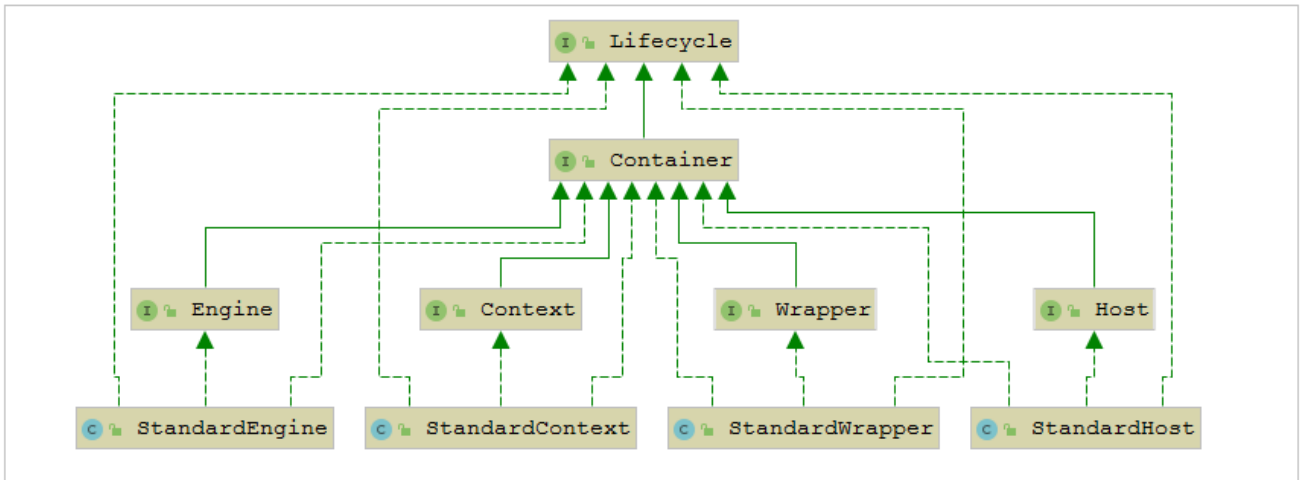 I Lifecycle
I Container
I Engine
I Context
I Wrapper
I Host
C StandardEngine
C StandardContext
C StandardWrapper
C StandardHost